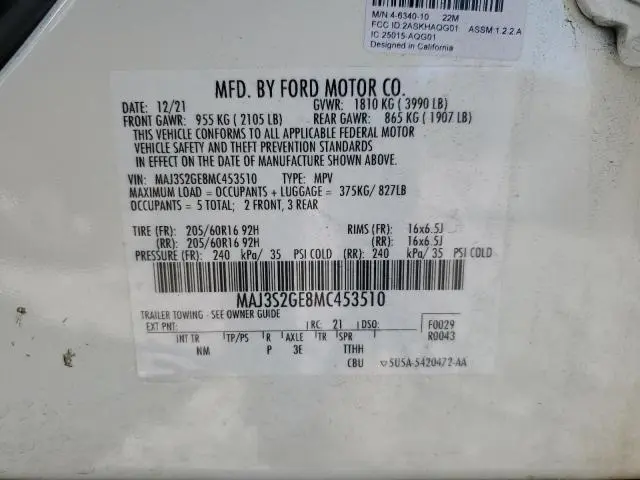 M/N:4-6340-10 22M
FCC ID:2ASKHAQG01
IC:25015-AQG01 ASSM:1.2.2.A
Designed in California
MFD. BY FORD MOTOR CO.
DATE: 12/21 GVWR: 1810 KG ( 3990 LB)
FRONT GAWR: 955 KG ( 2105 LB) REAR GAWR: 865 KG ( 1907 LB)
THIS VEHICLE CONFORMS TO ALL APPLICABLE FEDERAL MOTOR
VEHICLE SAFETY AND THEFT PREVENTION STANDARDS
IN EFFECT ON THE DATE OF MANUFACTURE SHOWN ABOVE.
VIN: MAJ3S2GE8MC453510 TYPE: MPV
MAXIMUM LOAD = OCCUPANTS + LUGGAGE = 375KG/ 827LB
OCCUPANTS = 5 TOTAL; 2 FRONT, 3 REAR
TIRE (FR): 205/60R16 92H RIMS (FR): 16x6.5J
(RR): 205/60R16 92H (RR): 16x6.5J
PRESSURE (FR): 240 kPa/ 35 PSI COLD (RR): 240 kPa/ 35 PSI COLD
MAJ3S2GE8MC453510
TRAILER TOWING - SEE OWNER GUIDE
EXT PNT: RC: 21 DSO: F0029
INT TR TP/PS R AXLE TR SPR R0043
NM P 3E TTHH
CBU 5U5A-5420472-AA